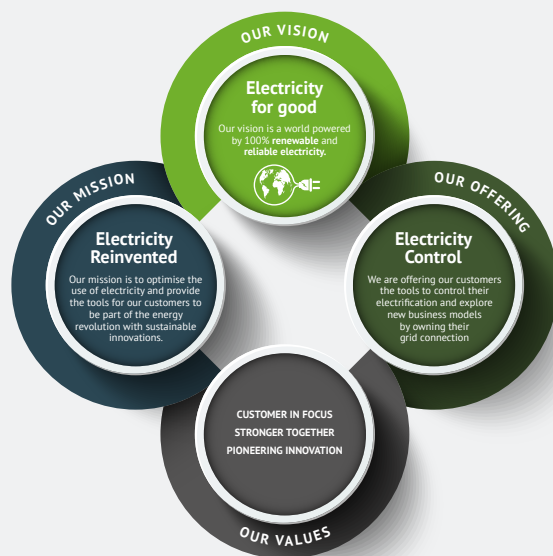 OUR VISION
Electricity
for good
Our vision is a world powered
by 100% renewable and
reliable electricity.
OUR MISSION
Electricity
Reinvented
Our mission is to optimise the
use of electricity and provide
the tools for our customers to
be part of the energy
revolution with sustainable
innovations.
OUR OFFERING
Electricity
Control
We are offering our customers
the tools to control their
electrification and explore
new business models
by owning their
grid connection
CUSTOMER IN FOCUS
STRONGER TOGETHER
PIONEERING INNOVATION
OUR VALUES